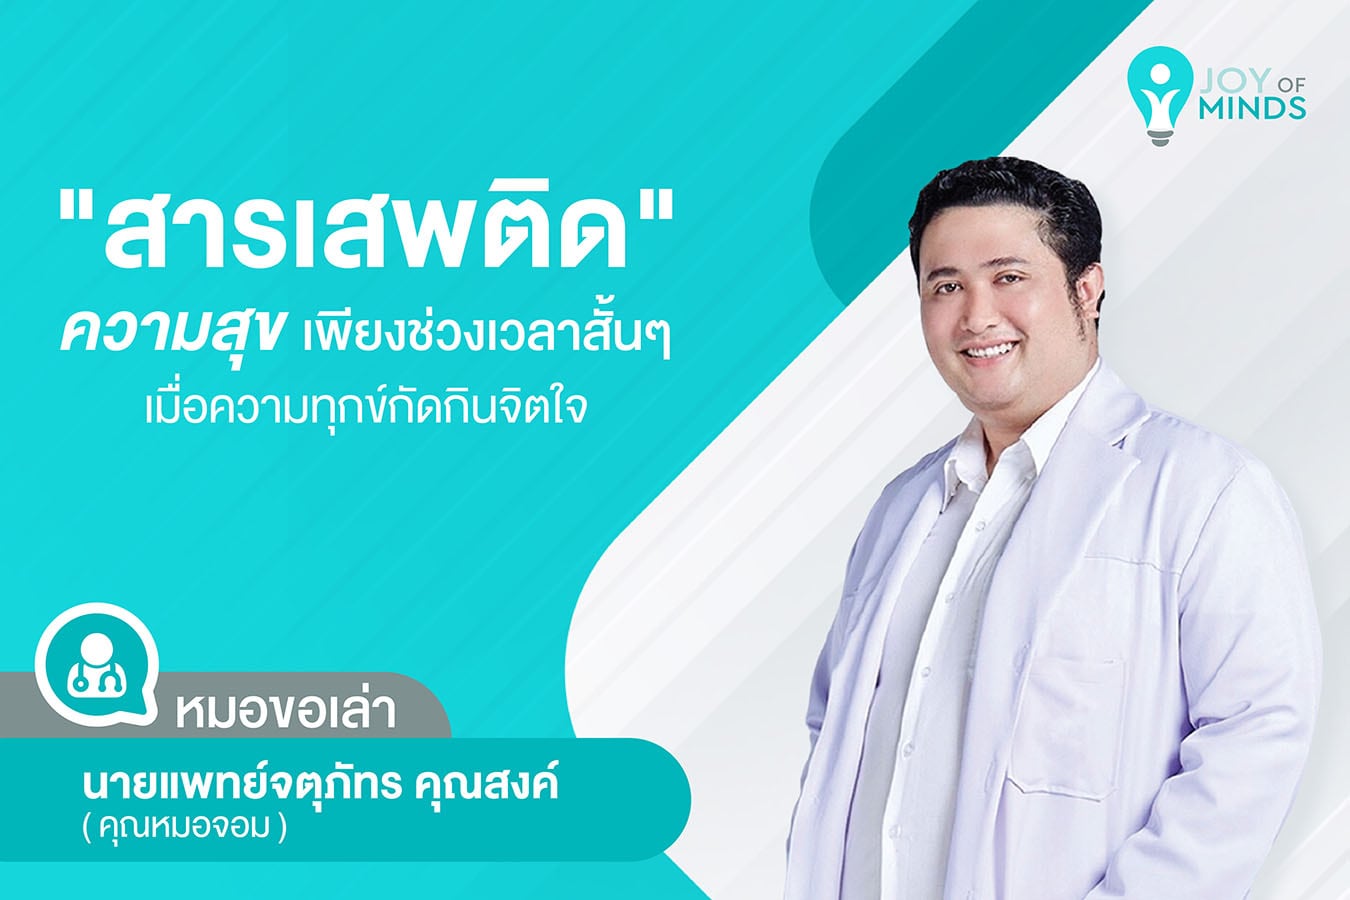 JOY OF
MINDS
"สารเสพติด"
ความสุข เพียงช่วงเวลาสั้นๆ
เมื่อความทุกข์กัดกินจิตใจ
หมอขอเล่า
นายแพทย์จตุภัทร คุณสงค์
( คุณหมอจอม )